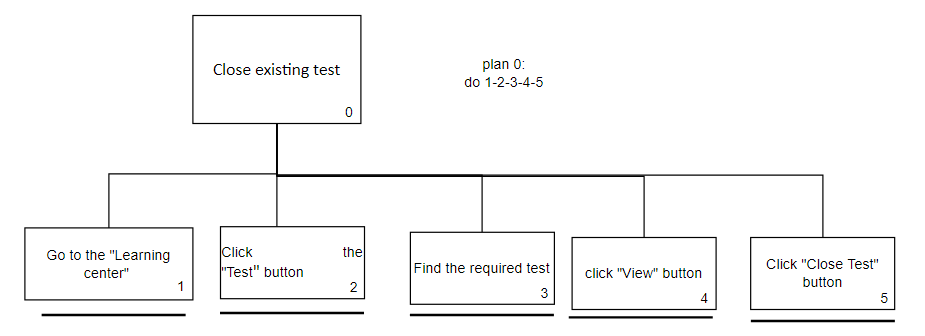 Close existing test
0
plan 0:
do 1-2-3-4-5
Go to the "Learning
center"
1
Click the
"Test" button
2
Find the required test
3
click "View" button
4
Click "Close Test"
button
5